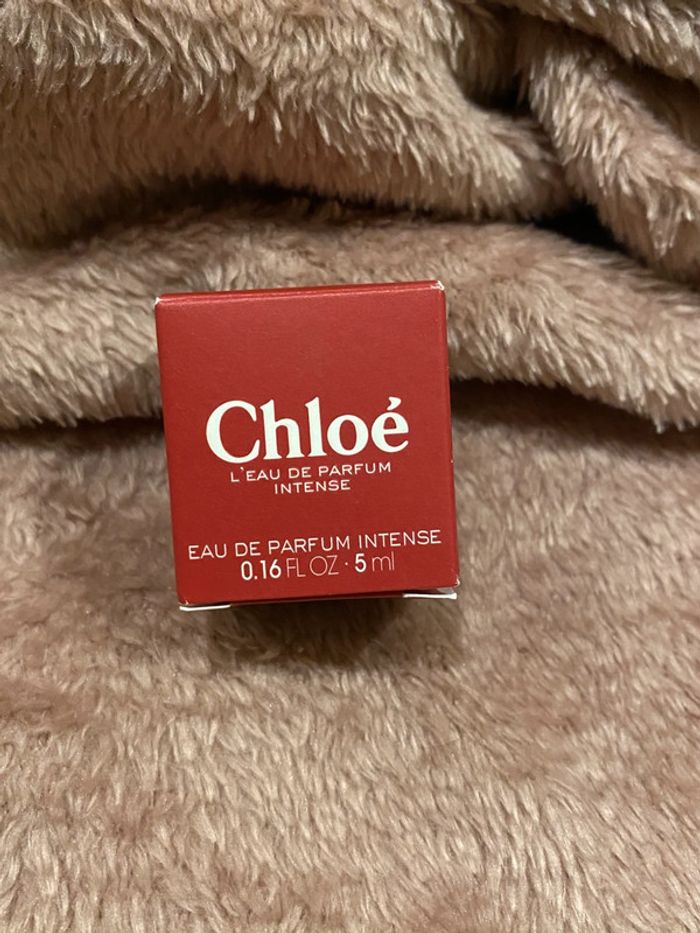 Chloé
L'EAU DE PARFUM
INTENSE
EAU DE PARFUM INTENSE
0.16 FL OZ · 5 ml